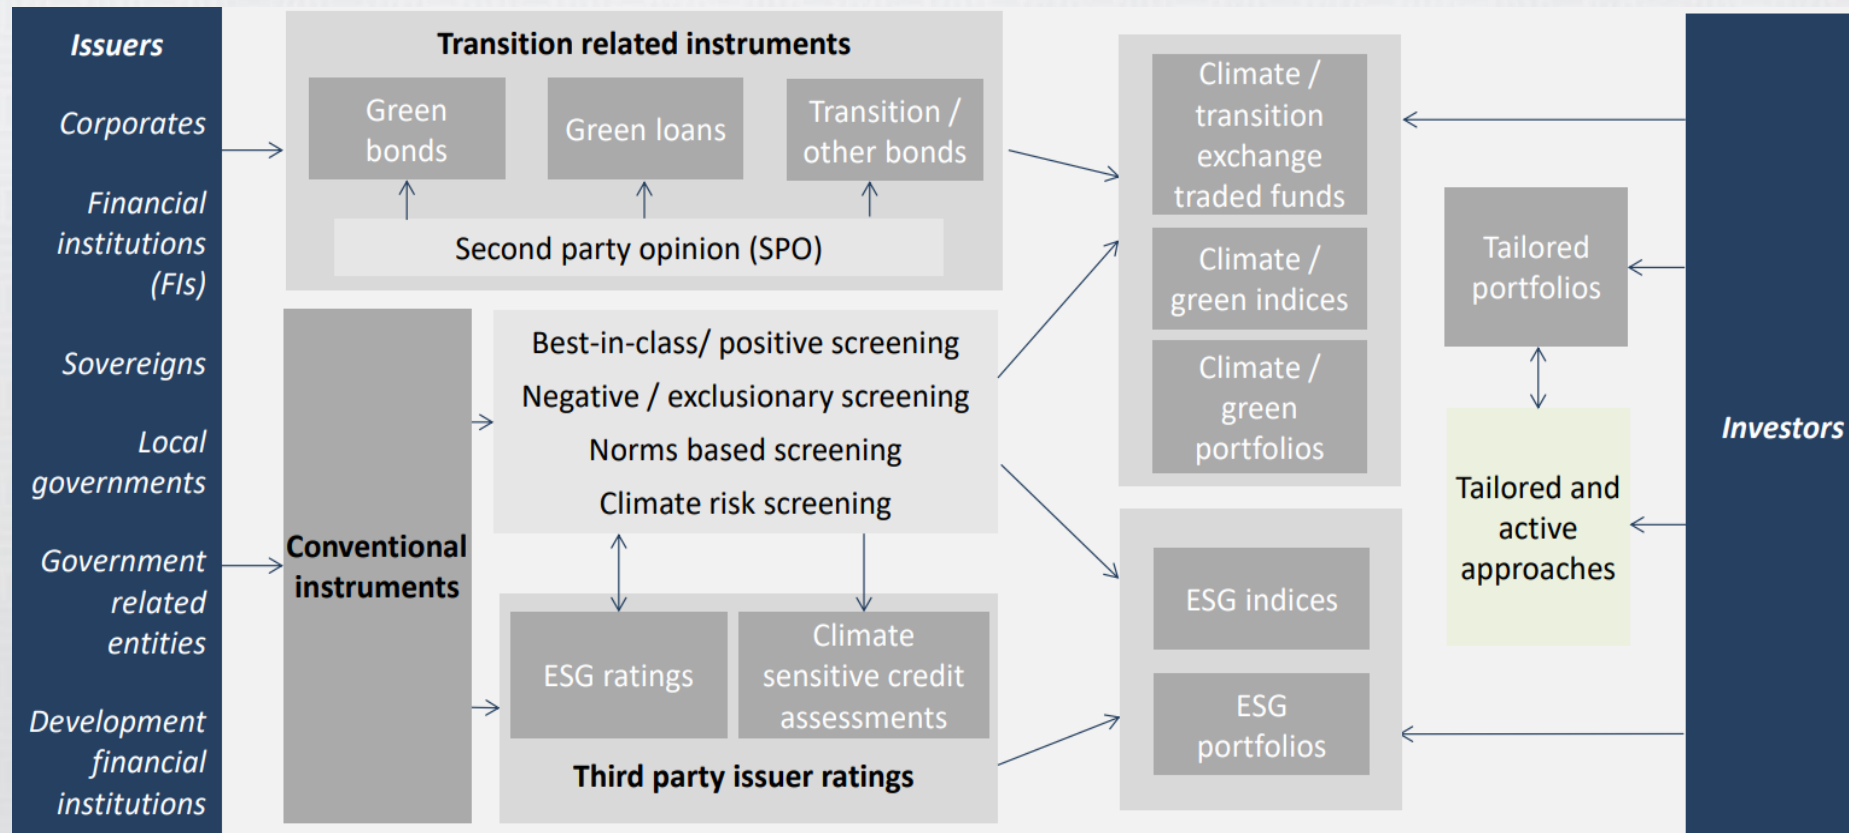 Issuers
Corporates
Financial
institutions
(FIs)
Sovereigns
Local
governments
Government
related
entities
Development
financial
institutions
Transition related instruments
Green
bonds
Green loans
Transition /
other bonds
Second party opinion (SPO)
Conventional
instruments
Best-in-class/ positive screening
Negative / exclusionary screening
Norms based screening
Climate risk screening
ESG ratings
Climate
sensitive credit
assessments
Third party issuer ratings
Climate /
transition
exchange
traded funds
Climate /
green indices
Climate /
green
portfolios
ESG indices
ESG
portfolios
Tailored
portfolios
Tailored and
active
approaches
Investors